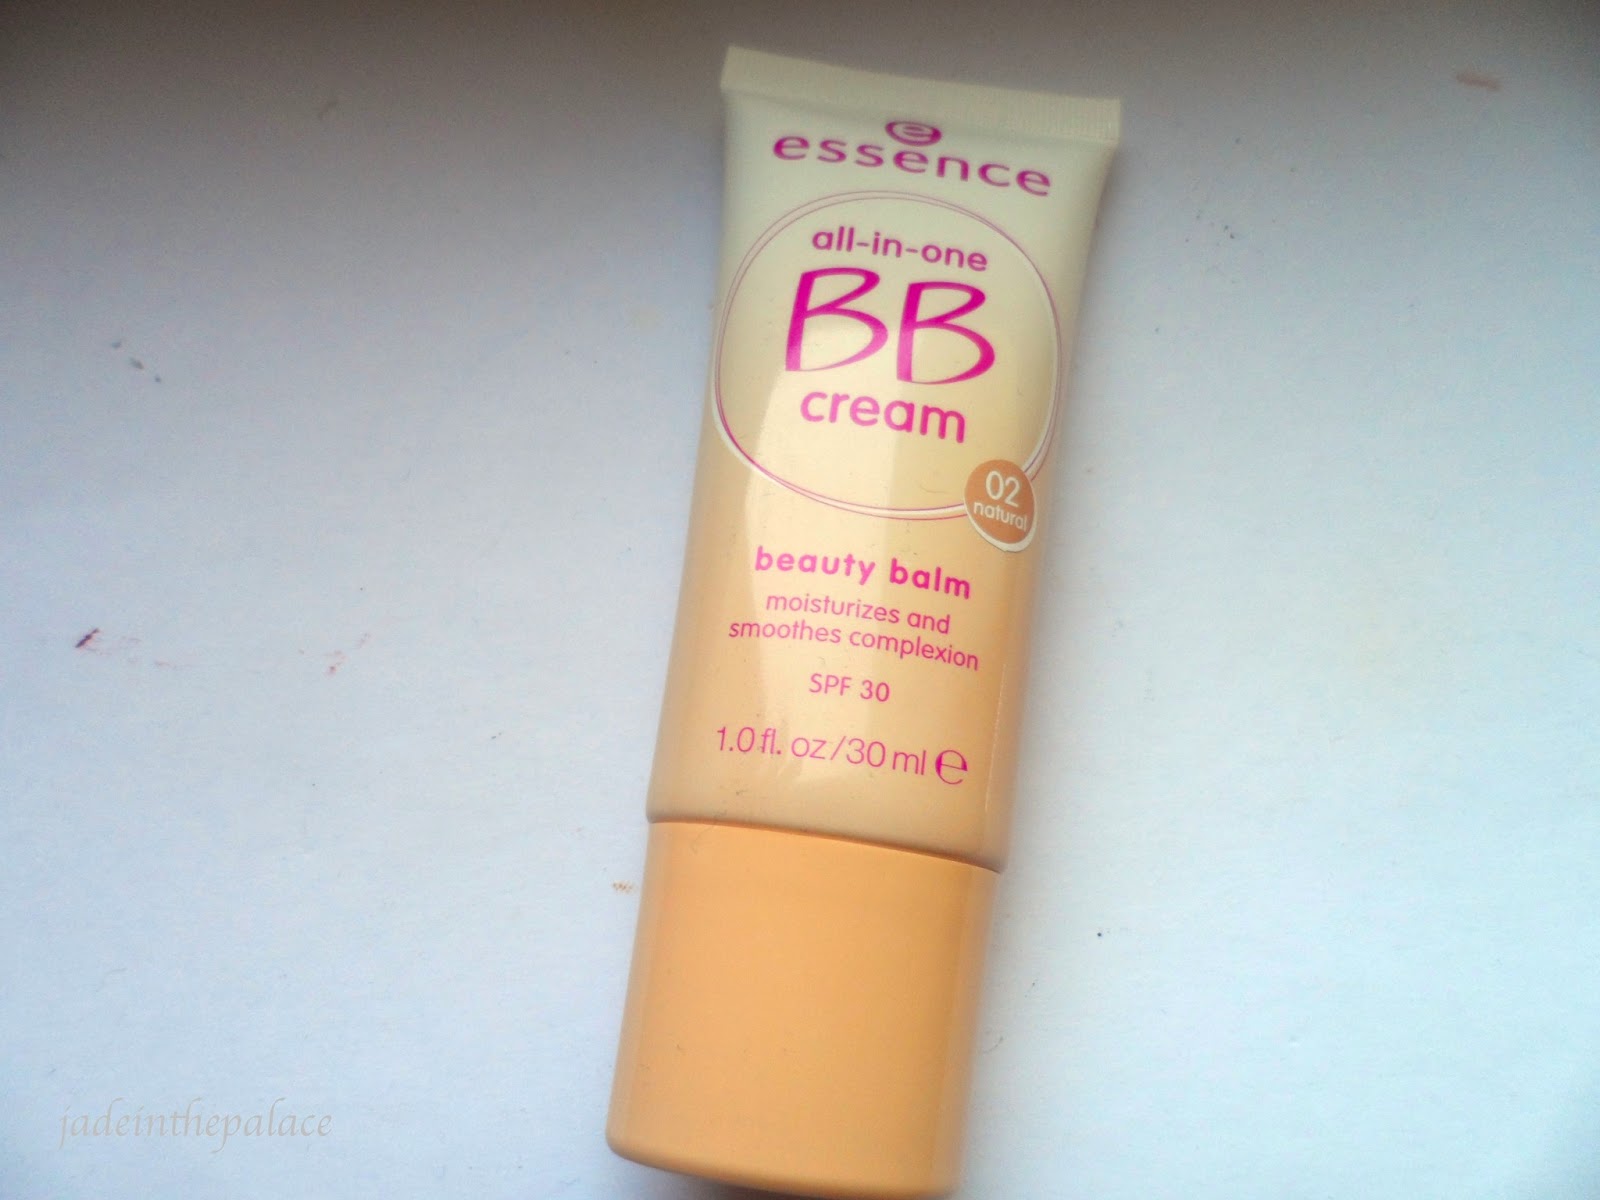 essence
all-in-one
BB
cream
02
natural
beauty balm
moisturizes and
smoothes complexion
SPF 30
1.0 fl. oz/30 ml ℮
jadeinthepalace